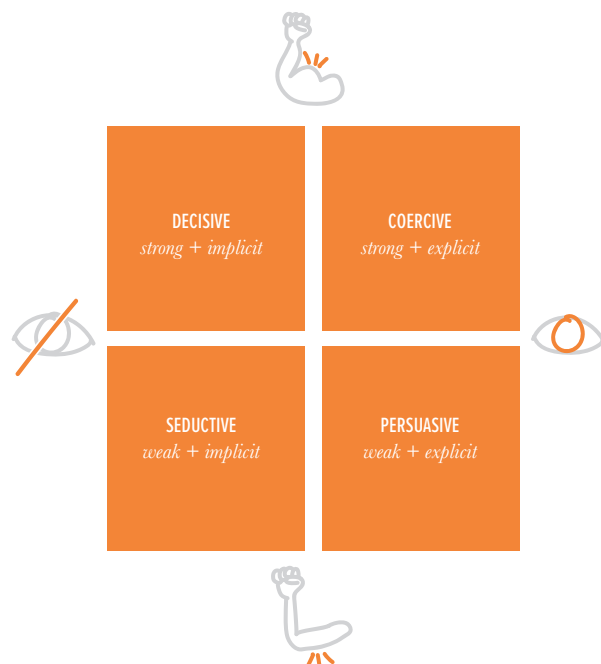 DECISIVE
strong + implicit
COERCIVE
strong + explicit
SEDUCTIVE
weak + implicit
PERSUASIVE
weak + explicit